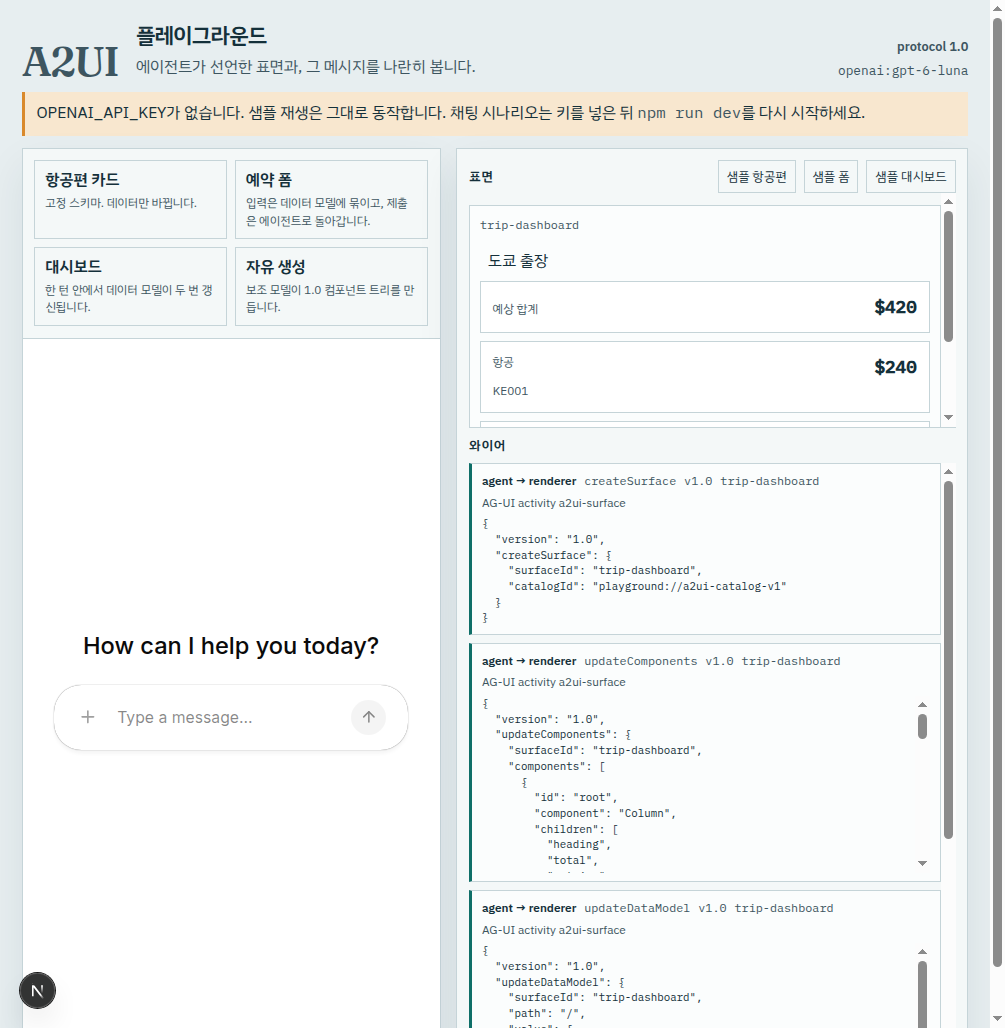 A2UI
플레이그라운드
에이전트가 선언한 표면과, 그 메시지를 나란히 봅니다.
protocol 1.0
openai:gpt-6-luna
OPENAI_API_KEY가 없습니다. 샘플 재생은 그대로 동작합니다. 채팅 시나리오는 키를 넣은 뒤 npm run dev를 다시 시작하세요.
항공편 카드
고정 스키마. 데이터만 바뀝니다.
예약 폼
입력은 데이터 모델에 묶이고, 제출
은 에이전트로 돌아갑니다.
대시보드
한 턴 안에서 데이터 모델이 두 번 갱
신됩니다.
자유 생성
보조 모델이 1.0 컴포넌트 트리를 만
듭니다.
How can I help you today?
Type a message...
N
표면
샘플 항공편
샘플 폼
샘플 대시보드
trip-dashboard
도쿄 출장
예상 합계
$420
항공
$240
KE001
와이어
agent → renderer createSurface v1.0 trip-dashboard
AG-UI activity a2ui-surface
{
"version": "1.0",
"createSurface": {
"surfaceId": "trip-dashboard",
"catalogId": "playground://a2ui-catalog-v1"
}
}
agent → renderer updateComponents v1.0 trip-dashboard
AG-UI activity a2ui-surface
{
"version": "1.0",
"updateComponents": {
"surfaceId": "trip-dashboard",
"components": [
{
"id": "root",
"component": "Column",
"children": [
"heading",
"total",
agent → renderer updateDataModel v1.0 trip-dashboard
AG-UI activity a2ui-surface
{
"version": "1.0",
"updateDataModel": {
"surfaceId": "trip-dashboard",
"path": "/",
"value": {